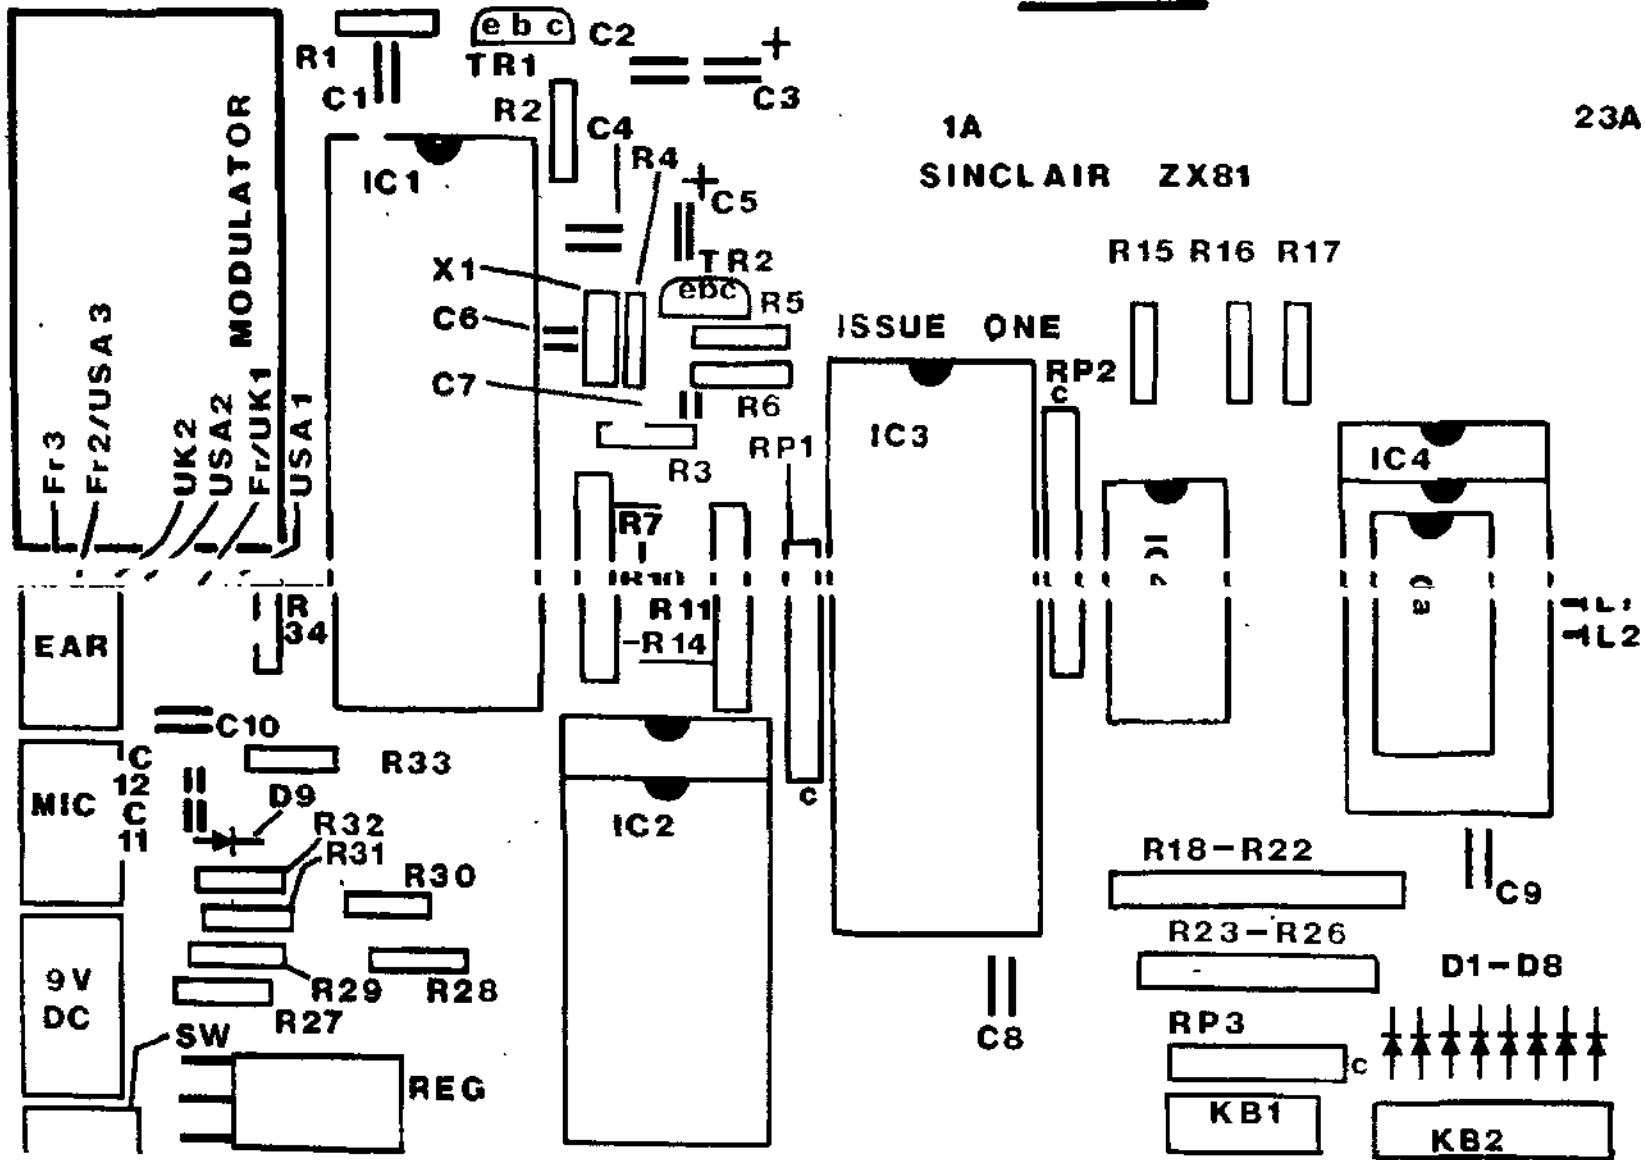 e b c
C2
+
R1
TR1
C1
C3
R2
C4
1A
23A
MODULATOR
R4
IC1
SINCLAIR ZX81
+
C5
TR2
R15 R16 R17
X1
ebc
R5
C6
ISSUE ONE
RP2
c
C7
R6
Fr3
Fr2/USA3
UK2
USA2
Fr/UK1
USA1
IC3
RP1
IC4
R3
R7
R
34
R11
R14
L2
EAR
C10
C
12
R33
MIC
C
11
D9
c
R32
IC2
R31
R18-R22
R30
C9
R23-R26
9V
DC
R29
R28
D1-D8
R27
SW
RP3
C8
c
REG
KB1
KB2